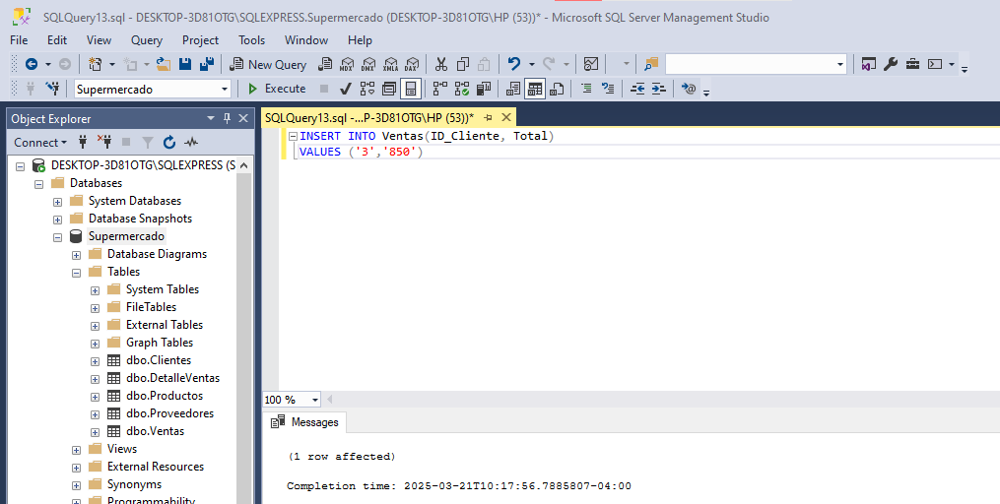 SQLQuery13.sql - DESKTOP-3D81OTG\SQLEXPRESS.Supermercado (DESKTOP-3D81OTG\HP (53))* - Microsoft SQL Server Management Studio
File Edit View Query Project Tools Window Help
New Query MDX DMX XMLA DAX
Supermercado Execute
Object Explorer
Connect
DESKTOP-3D81OTG\SQLEXPRESS (S
Databases
System Databases
Database Snapshots
Supermercado
Database Diagrams
Tables
System Tables
FileTables
External Tables
Graph Tables
dbo.Clientes
dbo.DetalleVentas
dbo.Productos
dbo.Proveedores
dbo.Ventas
Views
External Resources
Synonyms
Programmability
SQLQuery13.sql -...P-3D81OTG\HP (53))*
INSERT INTO Ventas(ID_Cliente, Total)
VALUES ('3','850')
100 %
Messages
(1 row affected)
Completion time: 2025-03-21T10:17:56.7885807-04:00